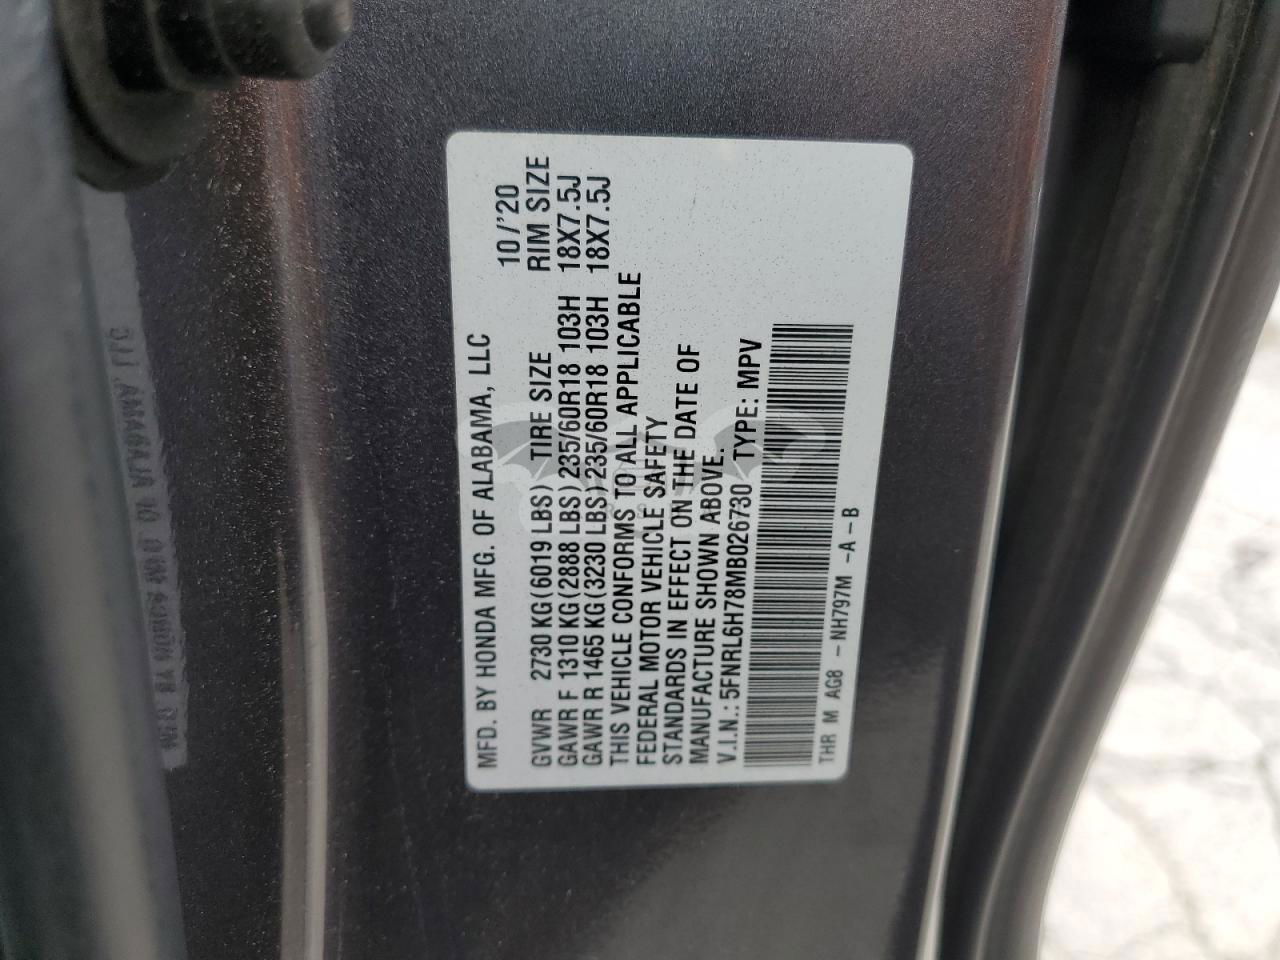 MFD. BY HONDA MFG. OF ALABAMA, LLC 10/'20
GVWR 2730 KG(6019 LBS) TIRE SIZE RIM SIZE
GAWR F 1310 KG(2888 LBS) 235/60R18 103H 18X7.5J
GAWR R 1465 KG(3230 LBS) 235/60R18 103H 18X7.5J
THIS VEHICLE CONFORMS TO ALL APPLICABLE
FEDERAL MOTOR VEHICLE SAFETY
STANDARDS IN EFFECT ON THE DATE OF
MANUFACTURE SHOWN ABOVE.
V.I.N.: 5FNRL6H78MB026730 TYPE: MPV
THR M AG8 -NH797M -A-B